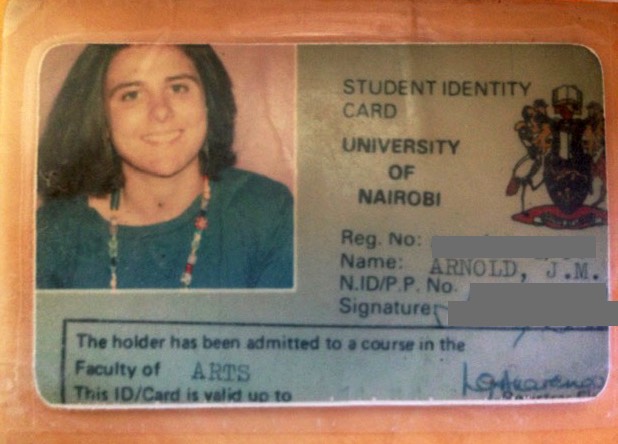 STUDENT IDENTITY
CARD
UNIVERSITY
OF
NAIROBI
Reg. No:
Name: ARNOLD, J.M.
N.ID/P.P. No.
Signature:
The holder has been admitted to a course in the
Faculty of ARTS
This ID/Card is valid up to